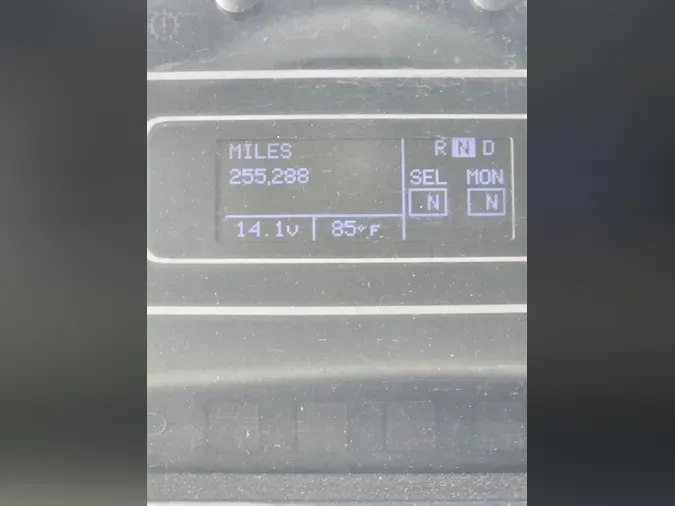 MILES
255,288
14.1v
85°F
R N D
SEL MON
N N